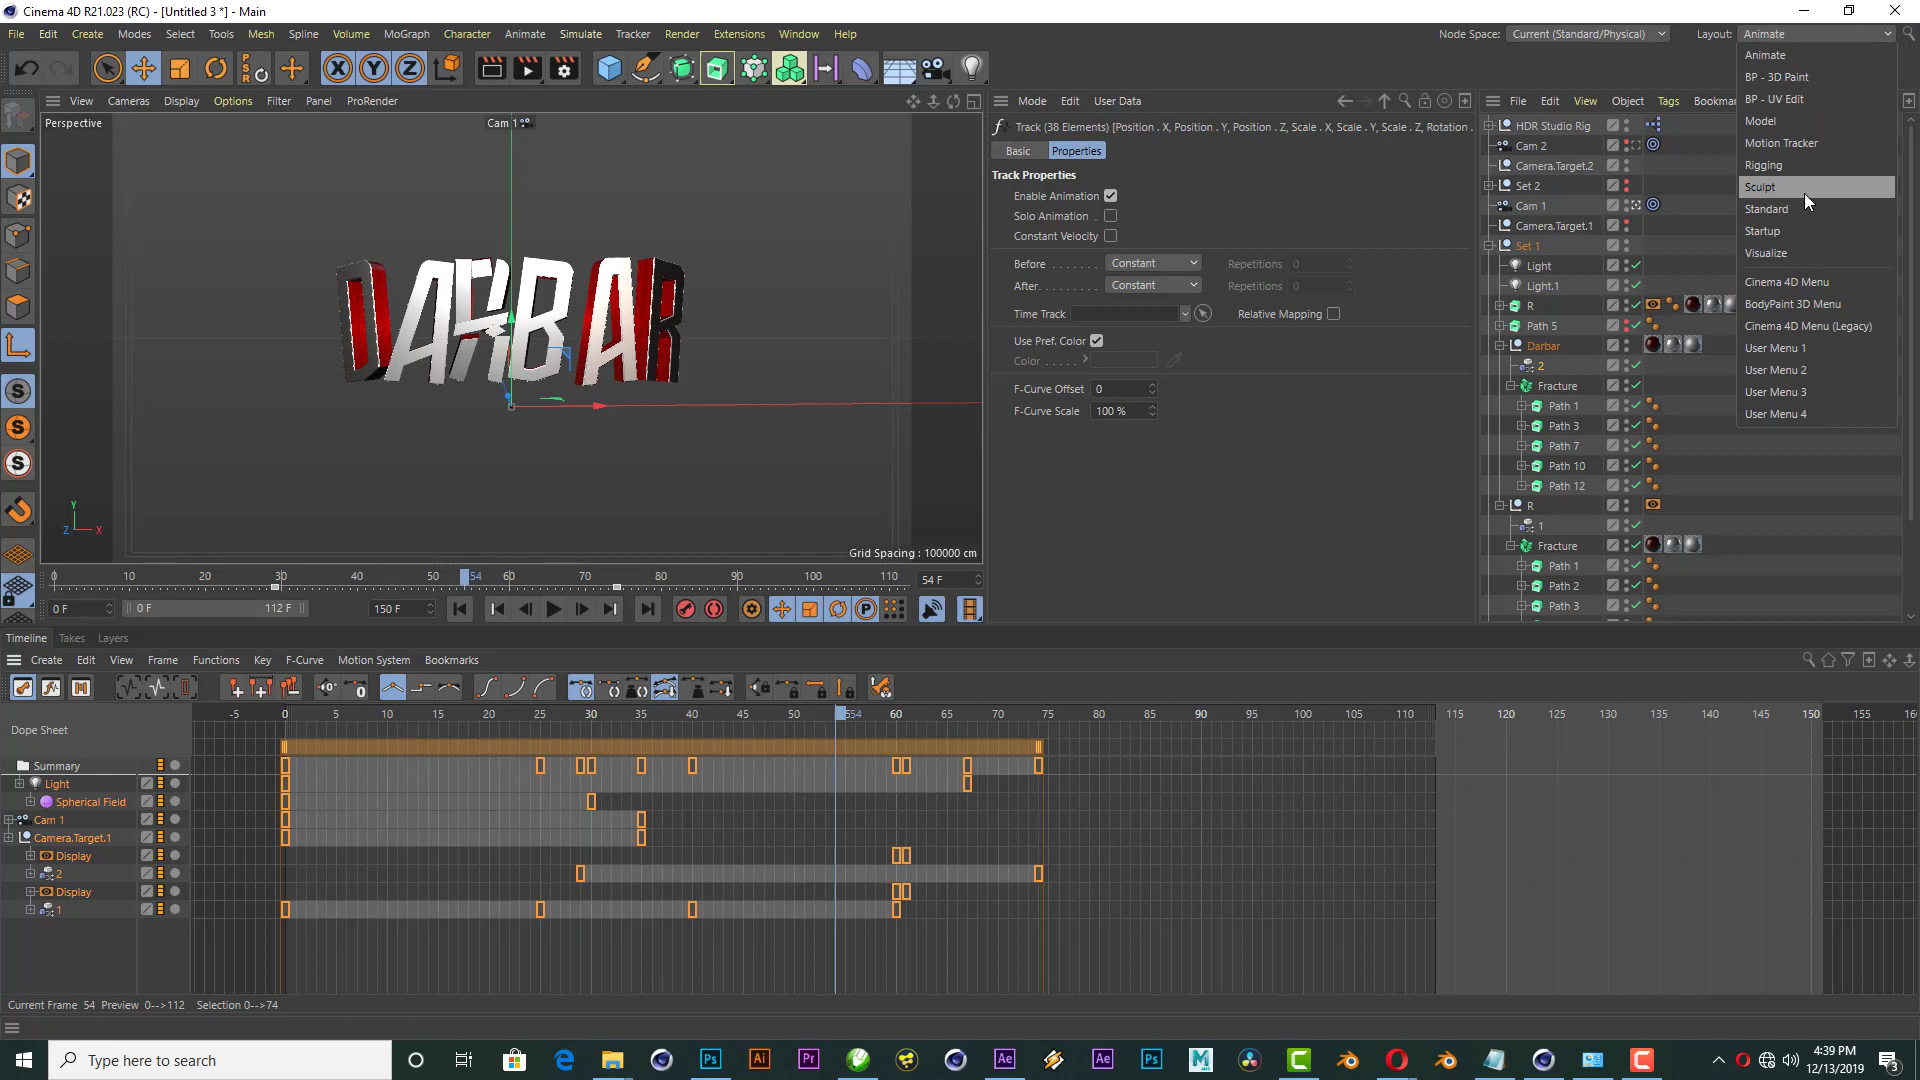 Cinema 4D R21.023 (RC) - [Untitled 3 *] - Main
File Edit Create Modes Select Tools Mesh Spline Volume MoGraph Character Animate Simulate Tracker Render Extensions Window Help
Node Space: Current (Standard/Physical) Layout: Animate
Animate
BP - 3D Paint
BP - UV Edit
Model
Motion Tracker
Rigging
Sculpt
Standard
Startup
Visualize
Cinema 4D Menu
BodyPaint 3D Menu
Cinema 4D Menu (Legacy)
User Menu 1
User Menu 2
User Menu 3
User Menu 4
PSR
X Y Z
View Cameras Display Options Filter Panel ProRender
Perspective
Cam 1
DARBAR
Y
Z X
Grid Spacing : 100000 cm
Mode Edit User Data
Track (38 Elements) [Position . X, Position . Y, Position . Z, Scale . X, Scale . Y, Scale . Z, Rotation .
Basic Properties
Track Properties
Enable Animation
Solo Animation .
Constant Velocity
Before . . . . . . . Constant Repetitions 0
After. . . . . . . . Constant Repetitions 0
Time Track Relative Mapping
Use Pref. Color
Color . . . . .
F-Curve Offset 0
F-Curve Scale 100 %
File Edit View Object Tags Bookmar
HDR Studio Rig
Cam 2
Camera.Target.2
Set 2
Cam 1
Camera.Target.1
Set 1
Light
Light.1
R
Path 5
Darbar
2
Fracture
Path 1
Path 3
Path 7
Path 10
Path 12
R
1
Fracture
Path 1
Path 2
Path 3
0 10 20 30 40 50 54 60 70 80 90 100 110 54 F
0 F 0 F 112 F 150 F
Timeline Takes Layers
Create Edit View Frame Functions Key F-Curve Motion System Bookmarks
-5 0 5 10 15 20 25 30 35 40 45 50 554 60 65 70 75 80 85 90 95 100 105 110 115 120 125 130 135 140 145 150 155 16
Dope Sheet
Summary
Light
Spherical Field
Cam 1
Camera.Target.1
Display
2
Display
1
Current Frame 54 Preview 0-->112 Selection 0-->74
Type here to search
Ps Ai Pr Ae Ae Ps M C C
4:39 PM
12/13/2019
3